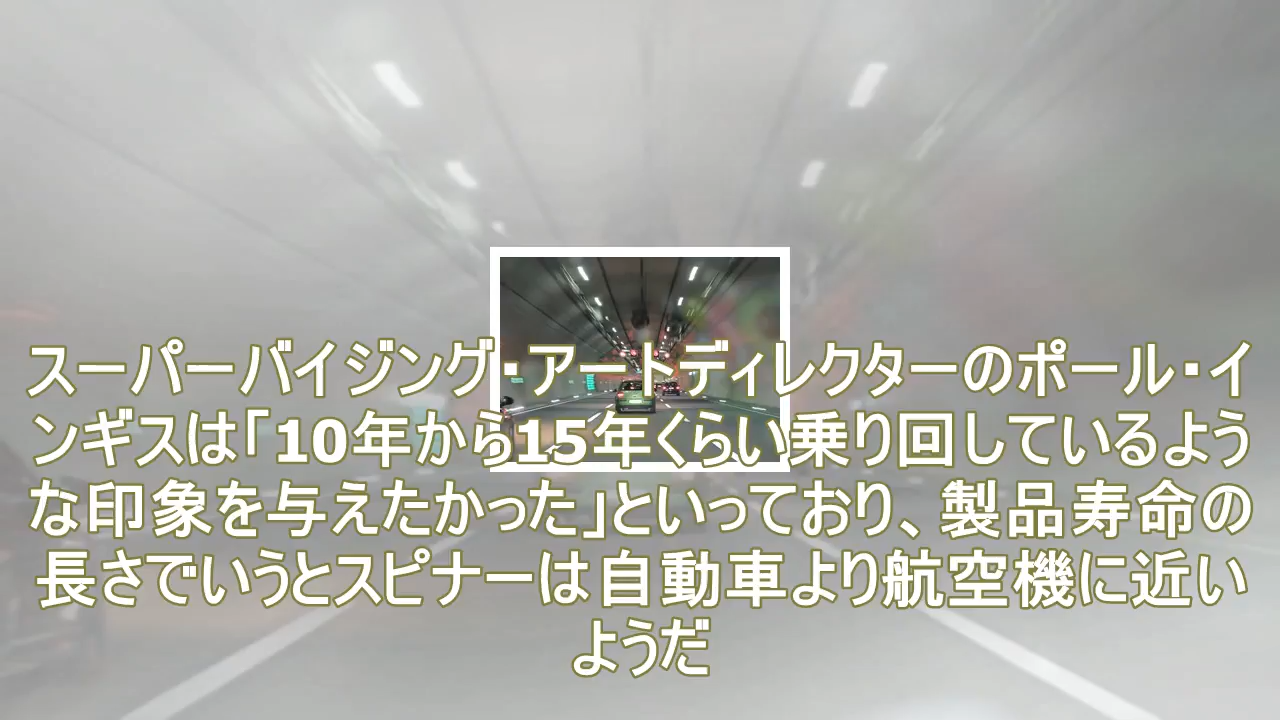 スーパーバイジング・アートディレクターのポール・イ
ンギスは「10年から15年くらい乗り回しているよう
な印象を与えたかった」といっており、製品寿命の
長さでいうとスピナーは自動車より航空機に近い
ようだ